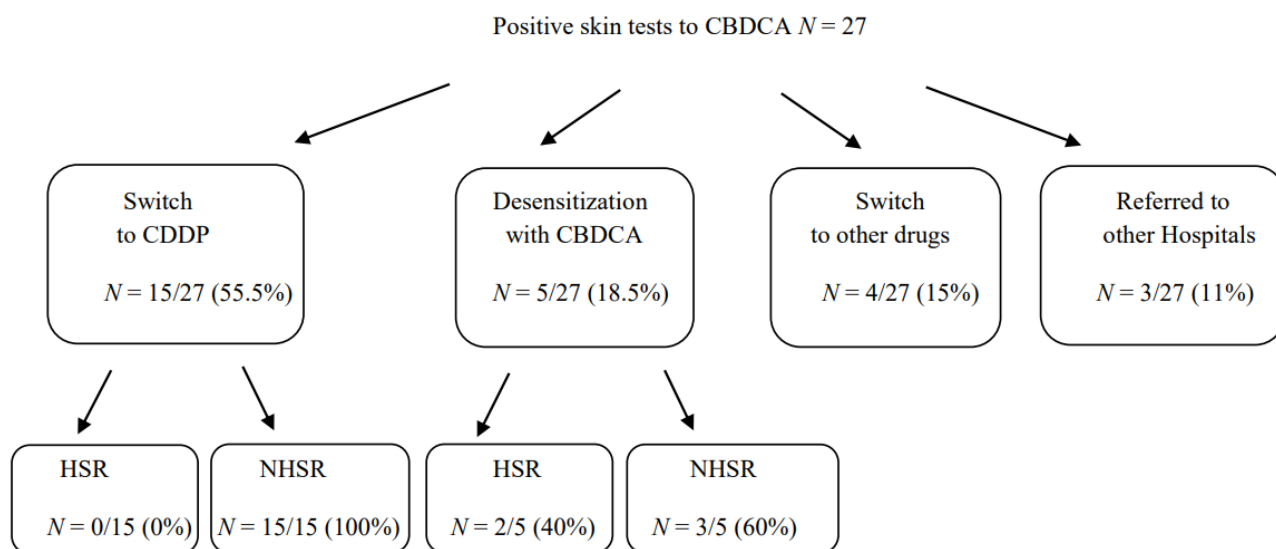 Positive skin tests to CBDCA N = 27
Switch
to CDDP
N = 15/27 (55.5%)
Desensitization
with CBDCA
N = 5/27 (18.5%)
Switch
to other drugs
N = 4/27 (15%)
Referred to
other Hospitals
N = 3/27 (11%)
HSR
N = 0/15 (0%)
NHSR
N = 15/15 (100%)
HSR
N = 2/5 (40%)
NHSR
N = 3/5 (60%)